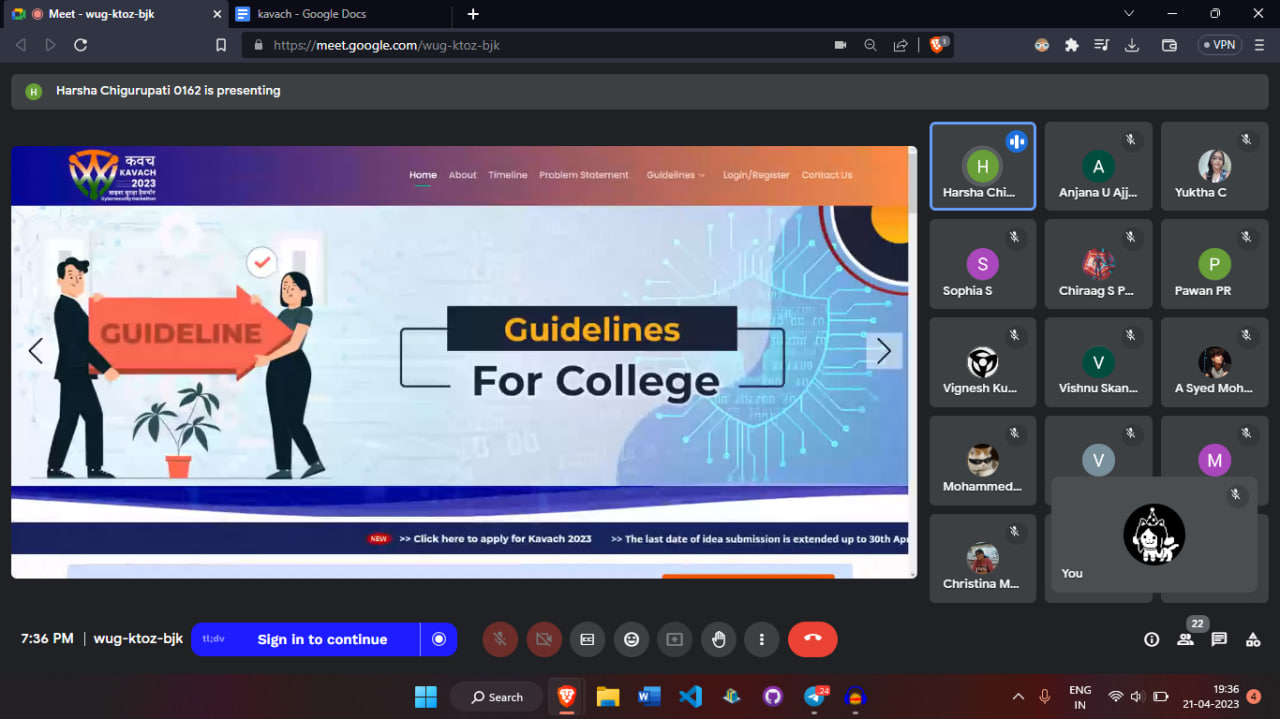 Meet - wug-ktoz-bjk
kavach - Google Docs
https://meet.google.com/wug-ktoz-bjk
1
VPN
H
Harsha Chigurupati 0162 is presenting
कवच
KAVACH
2023
Cybersecurity Hackathon
Home About Timeline Problem Statement Guidelines Login/Register Contact Us
GUIDELINE
Guidelines
For College
NEW >> Click here to apply for Kavach 2023 >> The last date of idea submission is extended up to 30th Apr
H
Harsha Chi...
A
Anjana U Ajj...
Yuktha C
S
Sophia S
Chiraag S P...
P
Pawan PR
Vignesh Ku...
V
Vishnu Skan...
A Syed Moh...
Mohammed...
V
M
Christina M...
You
7:36 PM | wug-ktoz-bjk
tl;dv Sign in to continue
22
Search
24
ENG
IN
19:36
21-04-2023
4